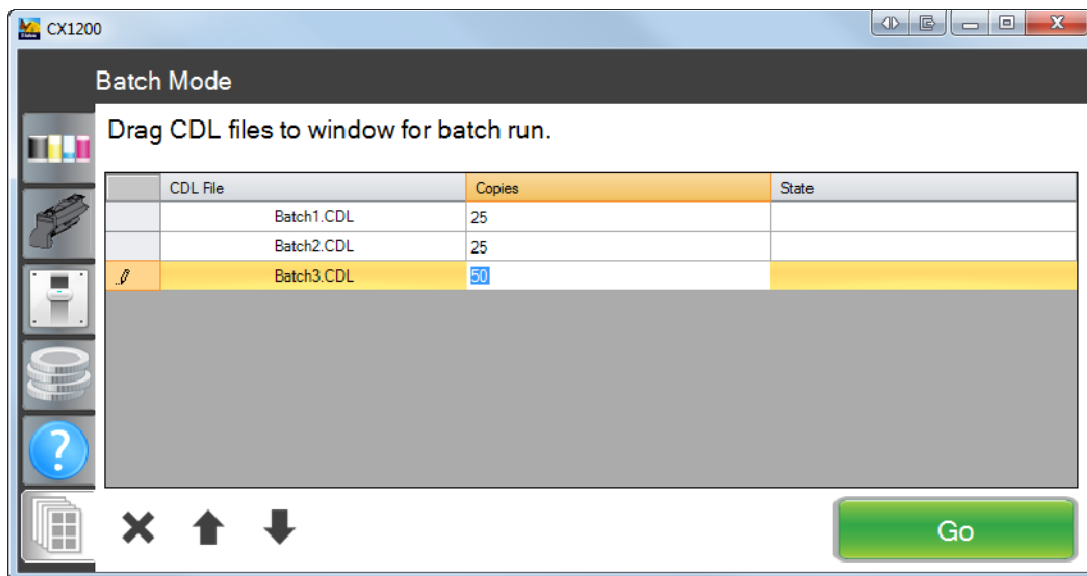 CX1200
Batch Mode
Drag CDL files to window for batch run.
CDL File Copies State
Batch1.CDL 25
Batch2.CDL 25
Batch3.CDL 50
?
Go